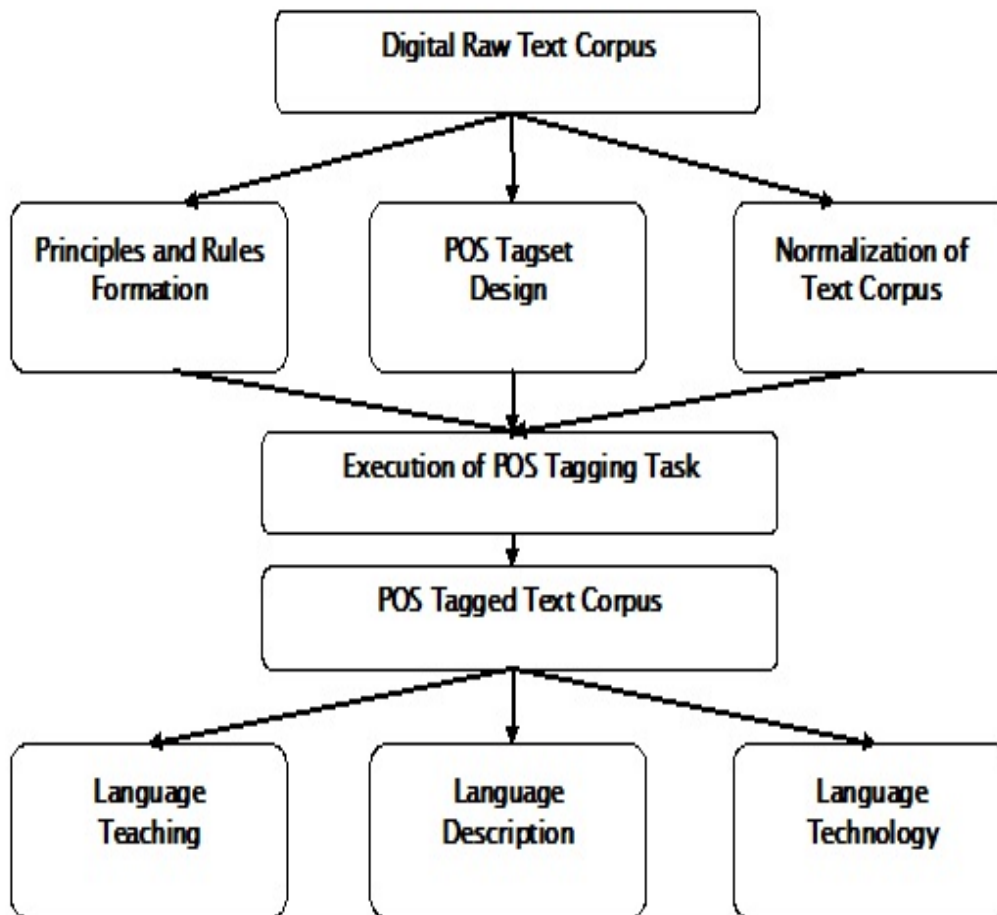 Digital Raw Text Corpus
Principles and Rules
Formation
POS Tagset
Design
Normalization of
Text Corpus
Execution of POS Tagging Task
POS Tagged Text Corpus
Language
Teaching
Language
Description
Language
Technology